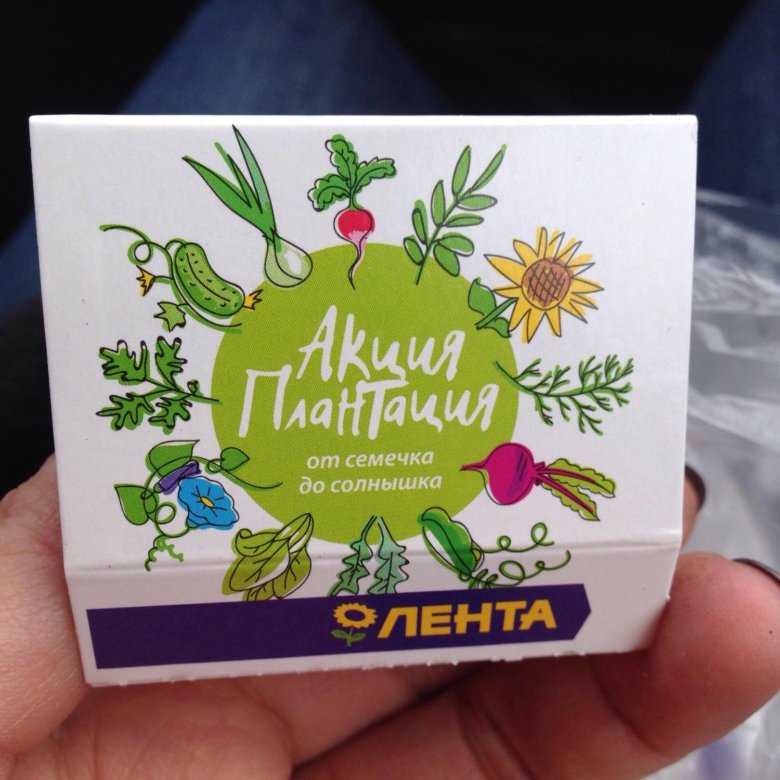 Акция
Плантация
от семечка
до солнышка
ЛЕНТА